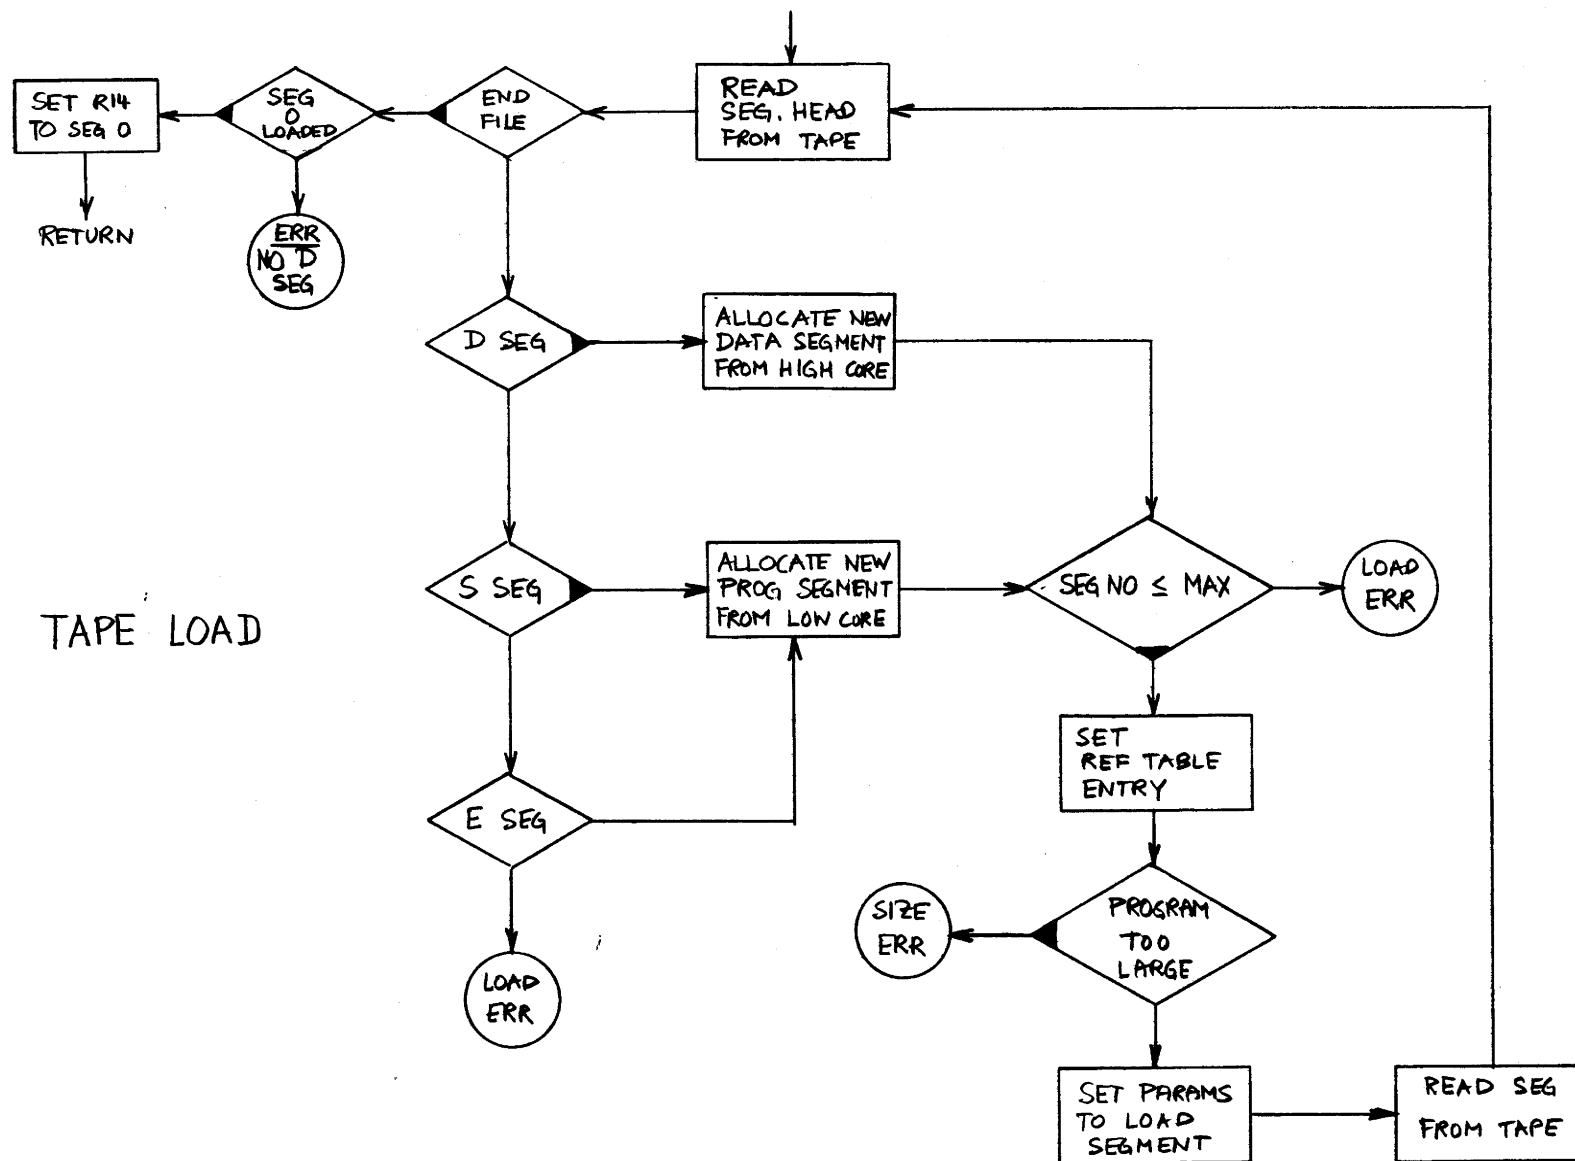 READ
SEG. HEAD
FROM TAPE
END
FILE
SEG
0
LOADED
SET R14
TO SEG 0
RETURN
ERR
NO D
SEG
D SEG
ALLOCATE NEW
DATA SEGMENT
FROM HIGH CORE
S SEG
ALLOCATE NEW
PROG SEGMENT
FROM LOW CORE
SEG NO ≤ MAX
LOAD
ERR
TAPE LOAD
SET
REF TABLE
ENTRY
E SEG
LOAD
ERR
PROGRAM
TOO
LARGE
SIZE
ERR
SET PARAMS
TO LOAD
SEGMENT
READ SEG
FROM TAPE